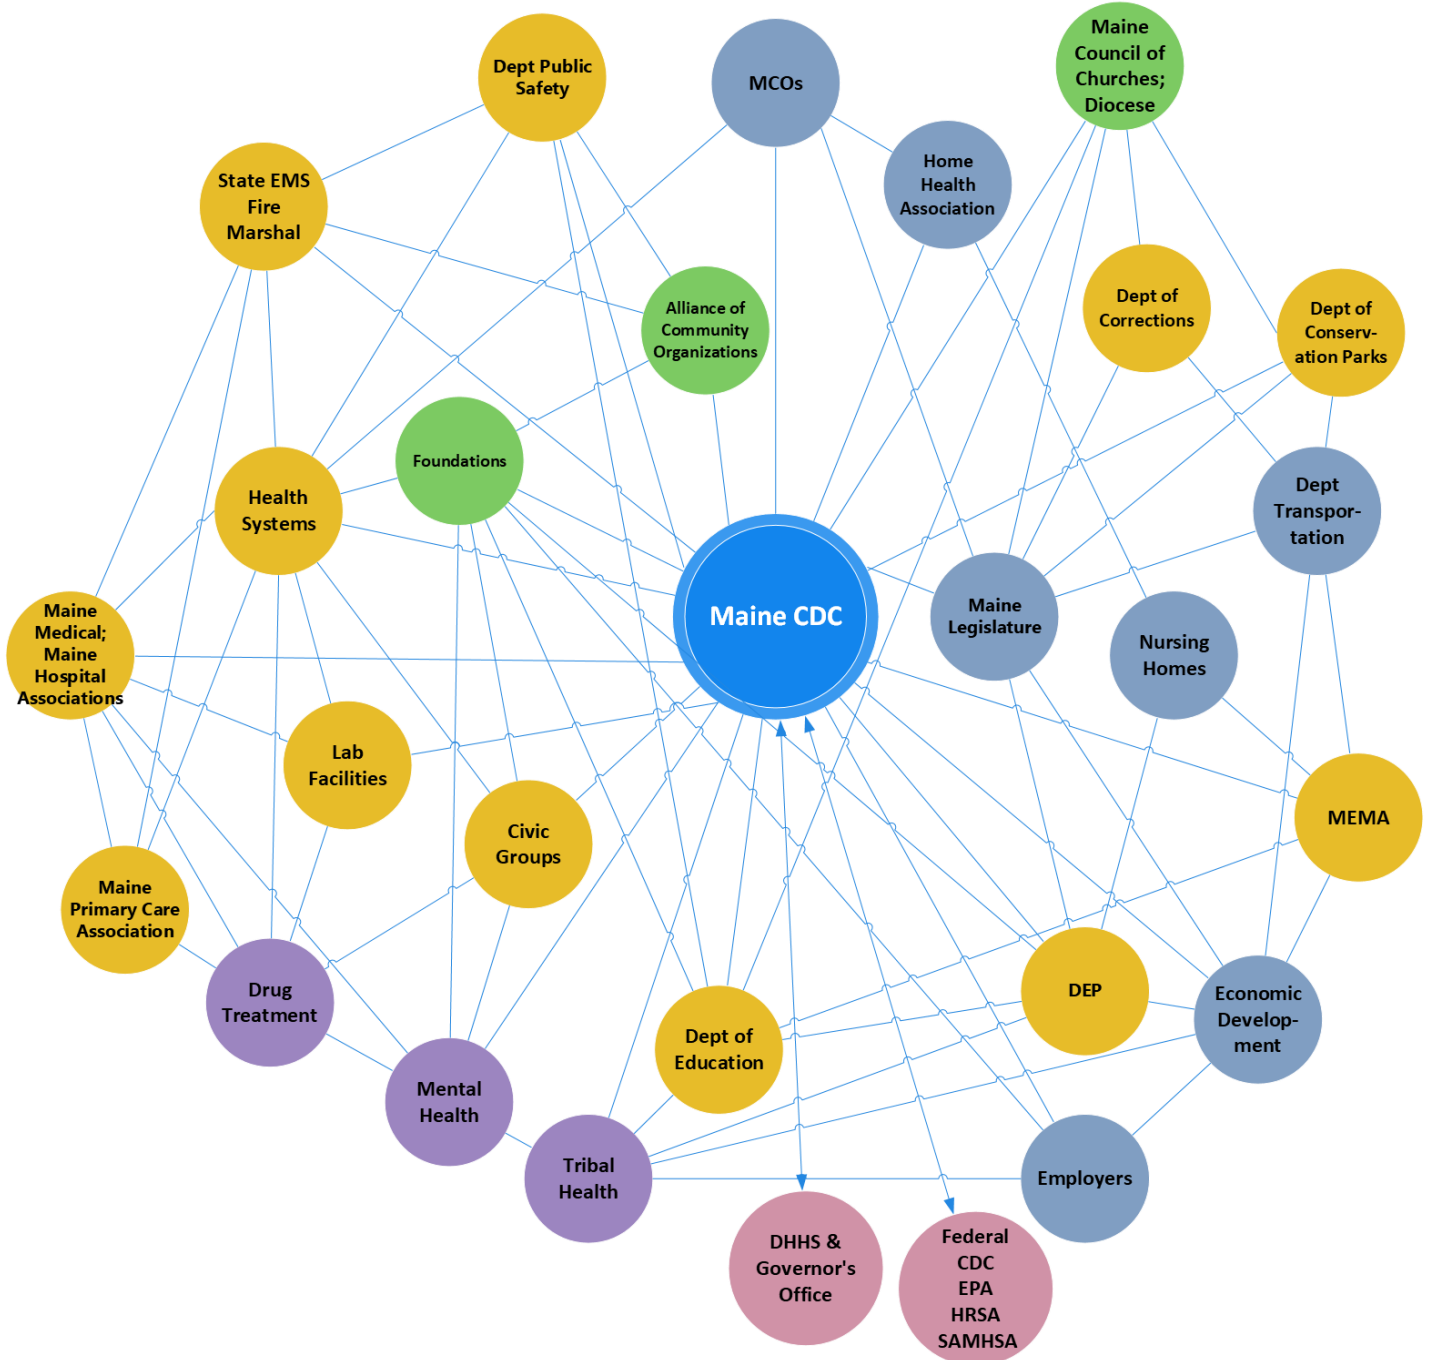 Dept Public
Safety
MCOs
Maine
Council of
Churches;
Diocese
State EMS
Fire
Marshal
Home
Health
Association
Alliance of
Community
Organizations
Dept of
Corrections
Dept of
Conserv-
ation Parks
Foundations
Health
Systems
Dept
Transpor-
tation
Maine CDC
Maine
Legislature
Nursing
Homes
Maine
Medical;
Maine
Hospital
Associations
Lab
Facilities
Civic
Groups
MEMA
Maine
Primary Care
Association
Drug
Treatment
DEP
Economic
Develop-
ment
Dept of
Education
Mental
Health
Tribal
Health
Employers
DHHS &
Governor's
Office
Federal
CDC
EPA
HRSA
SAMHSA